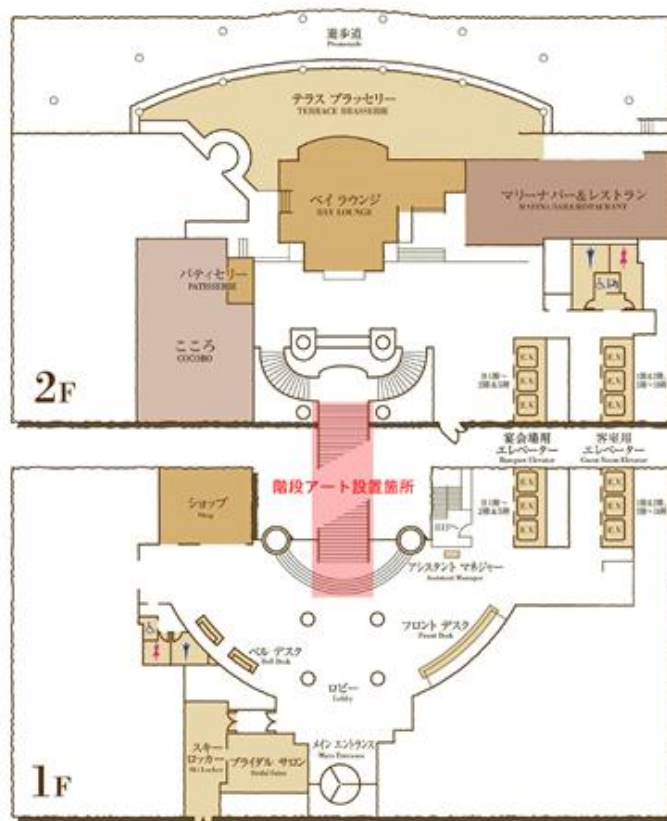 遊歩道
Promenade
テラス ブラッセリー
TERRACE BRASSERIE
ベイ ラウンジ
BAY LOUNGE
マリーナ バー&レストラン
MARINA BAR& RESTAURANT
パティセリー
PATISSERIE
こころ
COCORO
2F
E.V.
E.V.
E.V.
E.V.
E.V.
E.V.
宴会場用
エレベーター
Banquet Elevator
客室用
エレベーター
Guest Room Elevator
階段アート設置箇所
ショップ
Shop
E.V.
E.V.
E.V.
E.V.
E.V.
E.V.
アシスタント マネジャー
Assistant Manager
ベル デスク
Bell Desk
フロント デスク
Front Desk
ロビー
Lobby
スキー
ロッカー
Ski Locker
ブライダル サロン
Bridal Salon
メイン エントランス
Main Entrance
1F